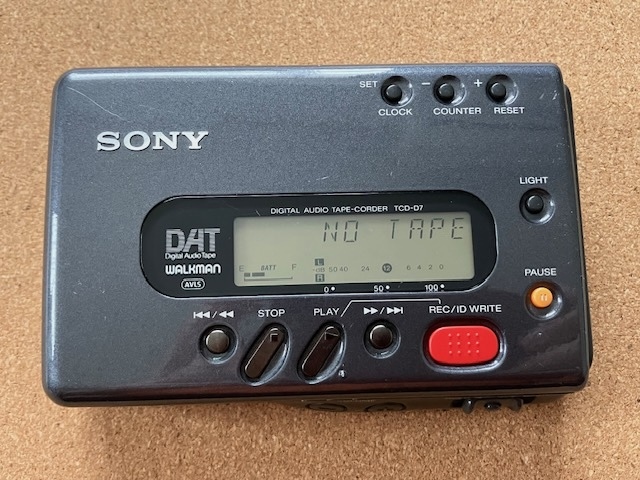 SET
− +
CLOCK COUNTER RESET
SONY
LIGHT
DIGITAL AUDIO TAPE-CORDER TCD-D7
NO TAPE
DAT
Digital Audio Tape
WALKMAN
AVLS
E BATT F
L
-dB 50 40 24 12 6 4 2 0
R
0 50 100
PAUSE
⏮/◀◀ STOP PLAY ▶▶/⏭ REC/ID WRITE